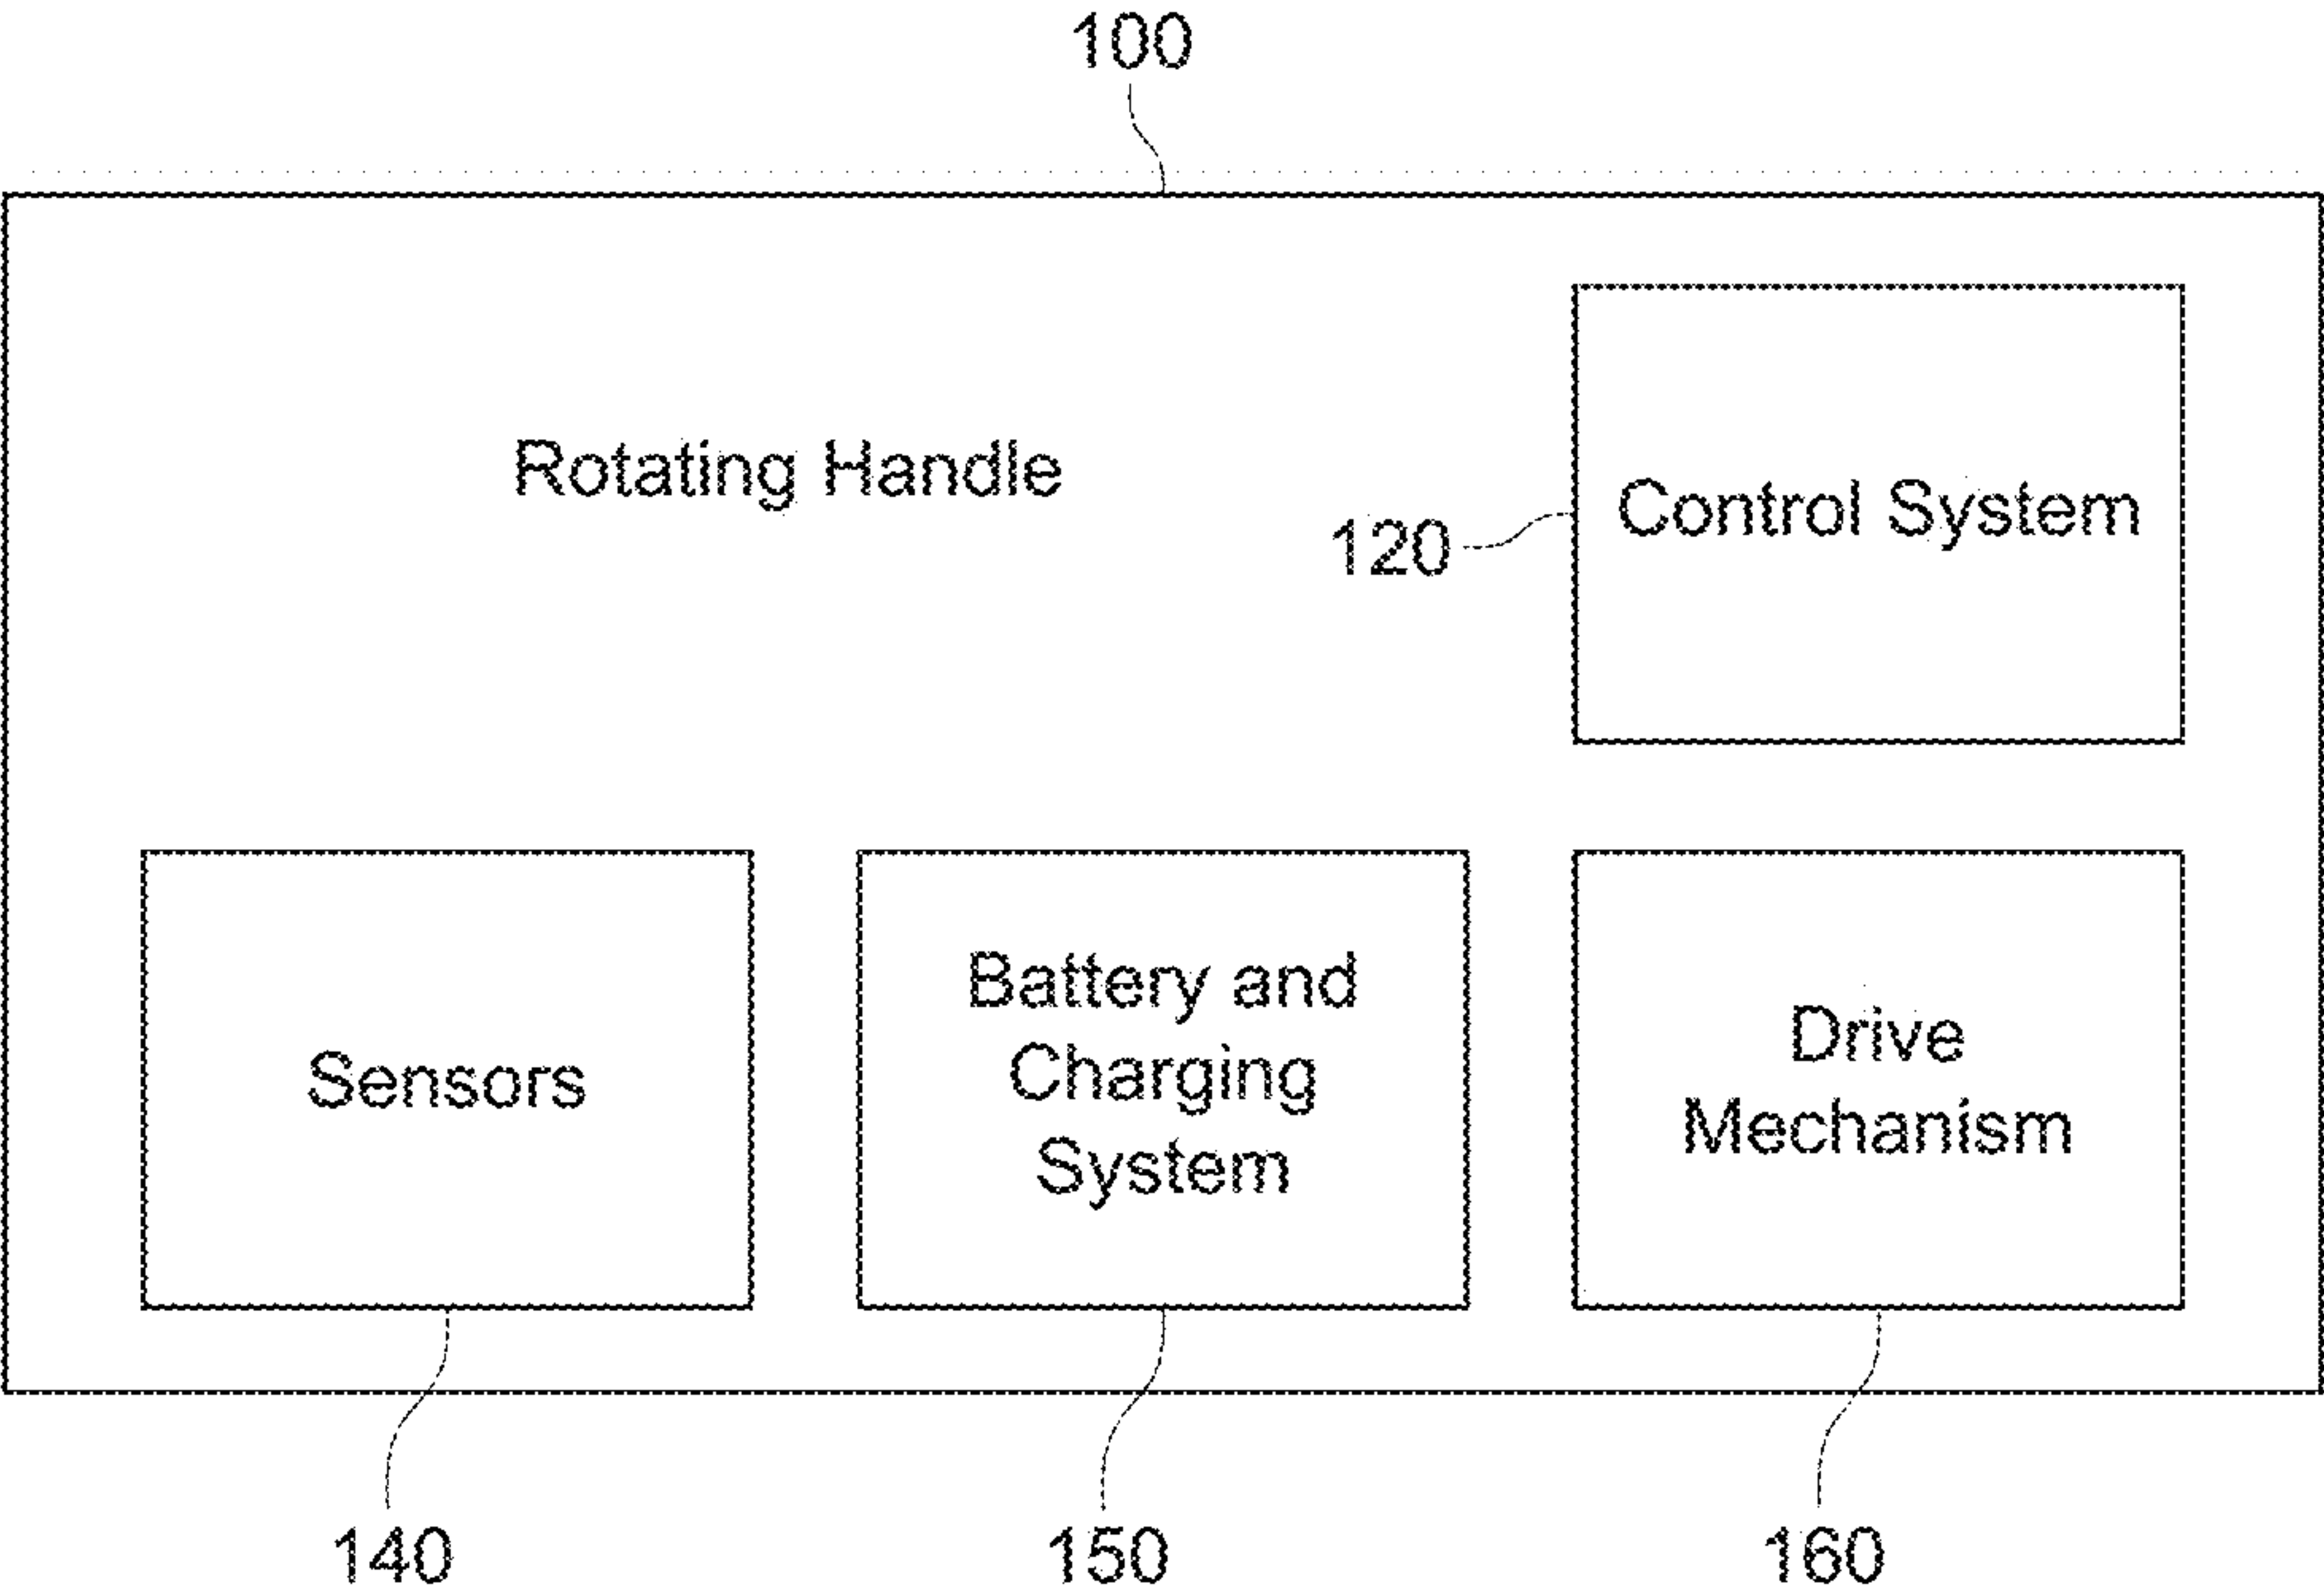 100
Rotating Handle
Control System
120
Sensors
Battery and
Charging
System
Drive
Mechanism
140
150
160